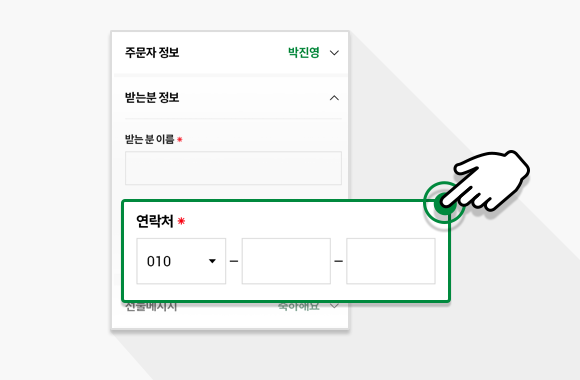 주문자 정보 박진영
받는분 정보
받는 분 이름 *
연락처 *
010 - -
선물메시지 축하해요